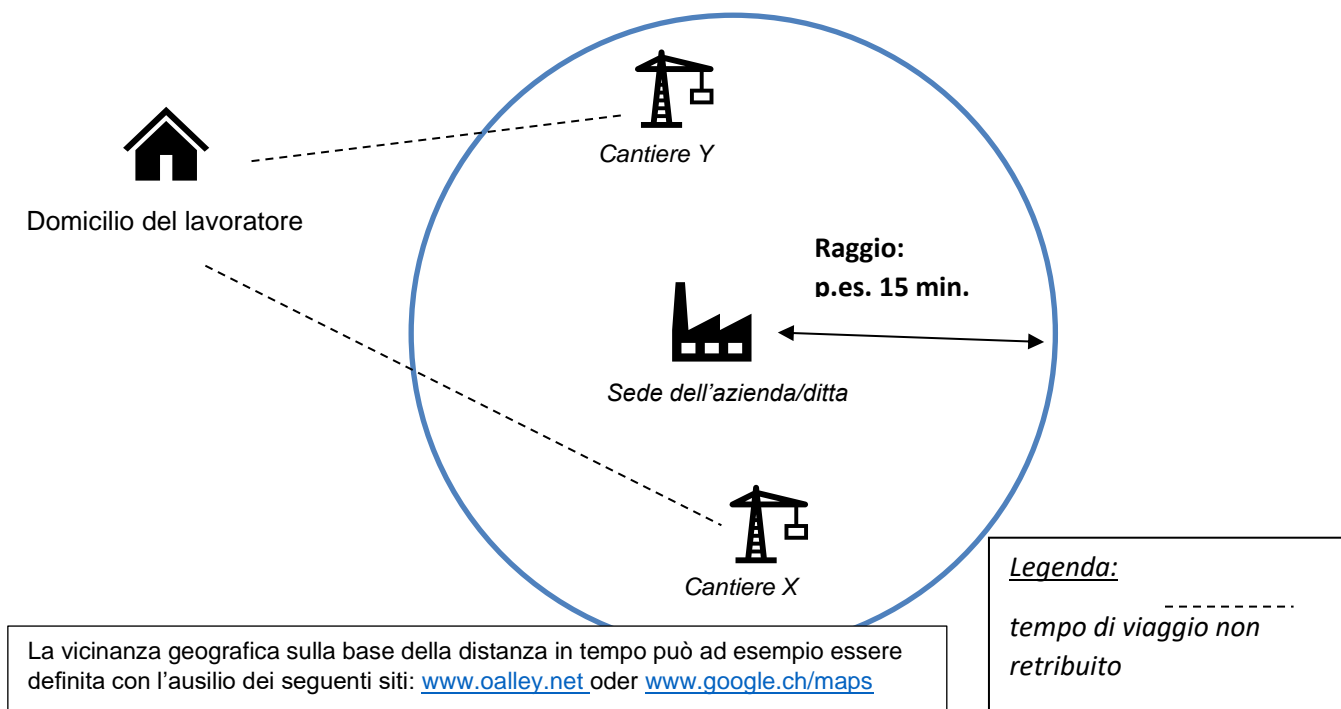 Cantiere Y
Domicilio del lavoratore
Raggio:
p.es. 15 min.
Sede dell’azienda/ditta
Cantiere X
Legenda:
tempo di viaggio non
retribuito
La vicinanza geografica sulla base della distanza in tempo può ad esempio essere
definita con l’ausilio dei seguenti siti: www.oalley.net oder www.google.ch/maps